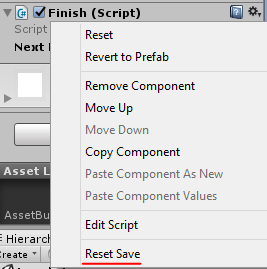 Finish (Script)
Script
Next
Reset
Revert to Prefab
Remove Component
Move Up
Move Down
Copy Component
Paste Component As New
Paste Component Values
Edit Script
Reset Save
Asset L
AssetBu
Hierarch
Create